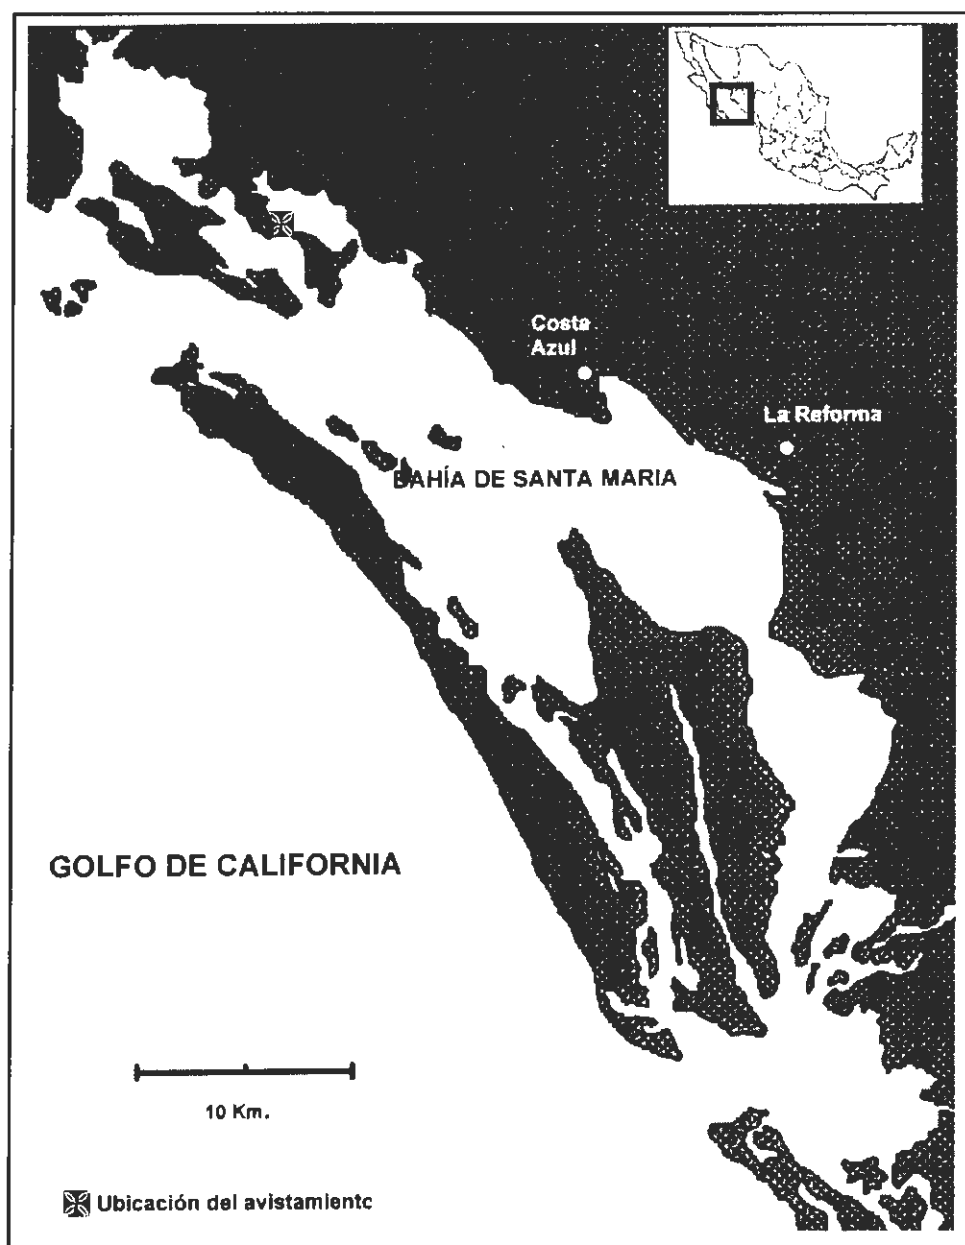 Costa
Azul
La Reforma
BAHÍA DE SANTA MARIA
GOLFO DE CALIFORNIA
10 Km.
Ubicación del avistamientc